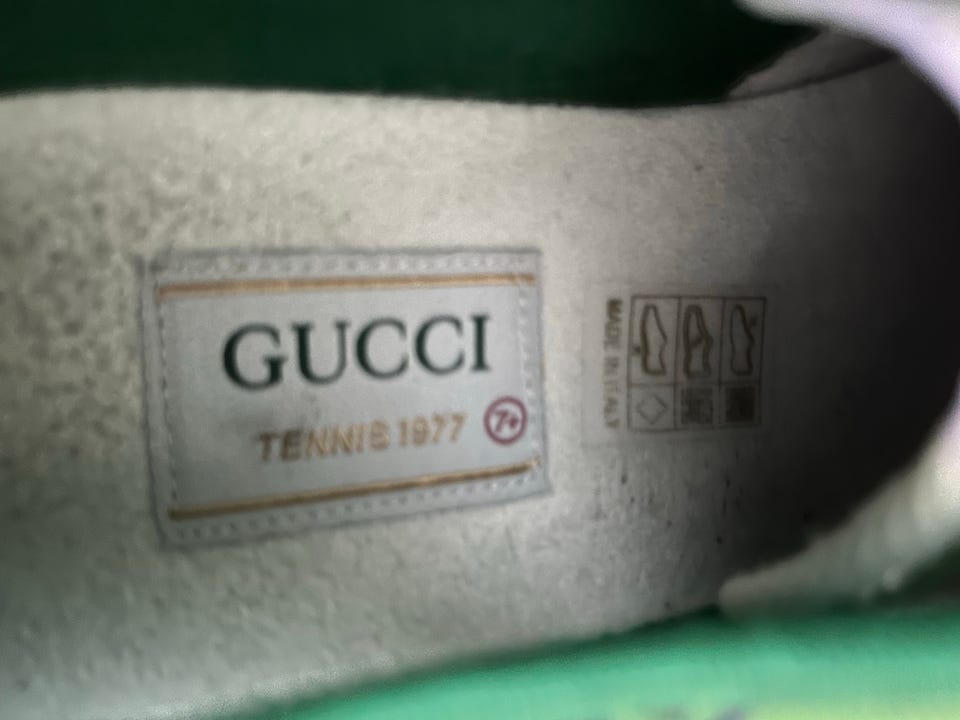 GUCCI
TENNIS 1977
7+
MADE IN ITALY